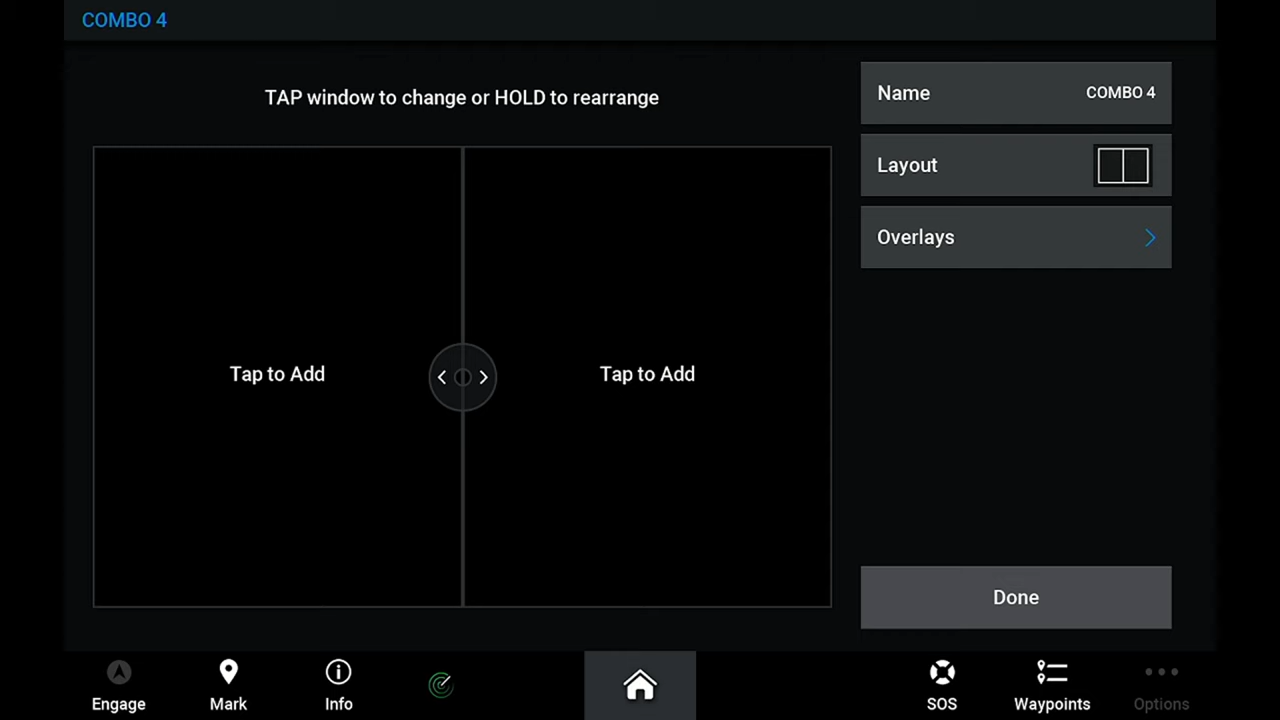 COMBO 4
TAP window to change or HOLD to rearrange
Name COMBO 4
Layout
Overlays
Tap to Add Tap to Add
Done
Engage Mark Info SOS Waypoints Options